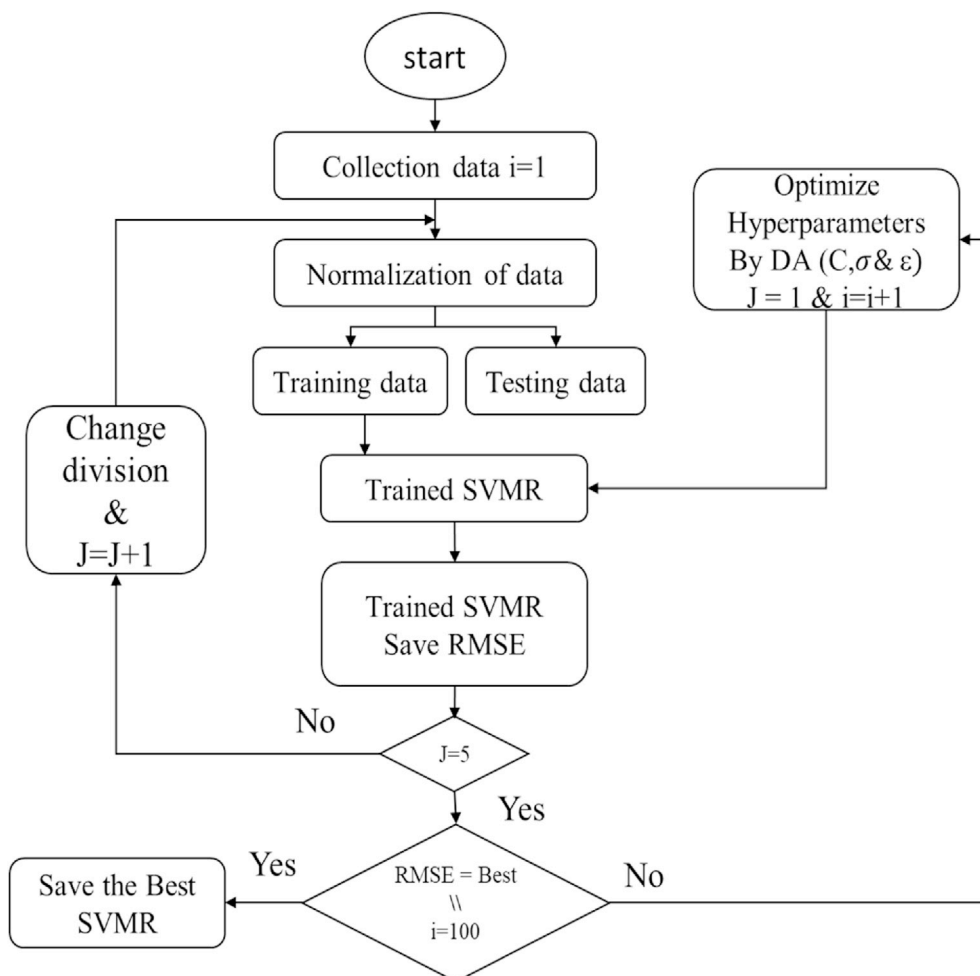 start
Collection data i=1
Optimize
Hyperparameters
By DA (C,σ& ε)
J = 1 & i=i+1
Normalization of data
Training data
Testing data
Change
division
&
J=J+1
Trained SVMR
Trained SVMR
Save RMSE
No
J=5
Yes
Yes
RMSE = Best
\\
i=100
No
Save the Best
SVMR